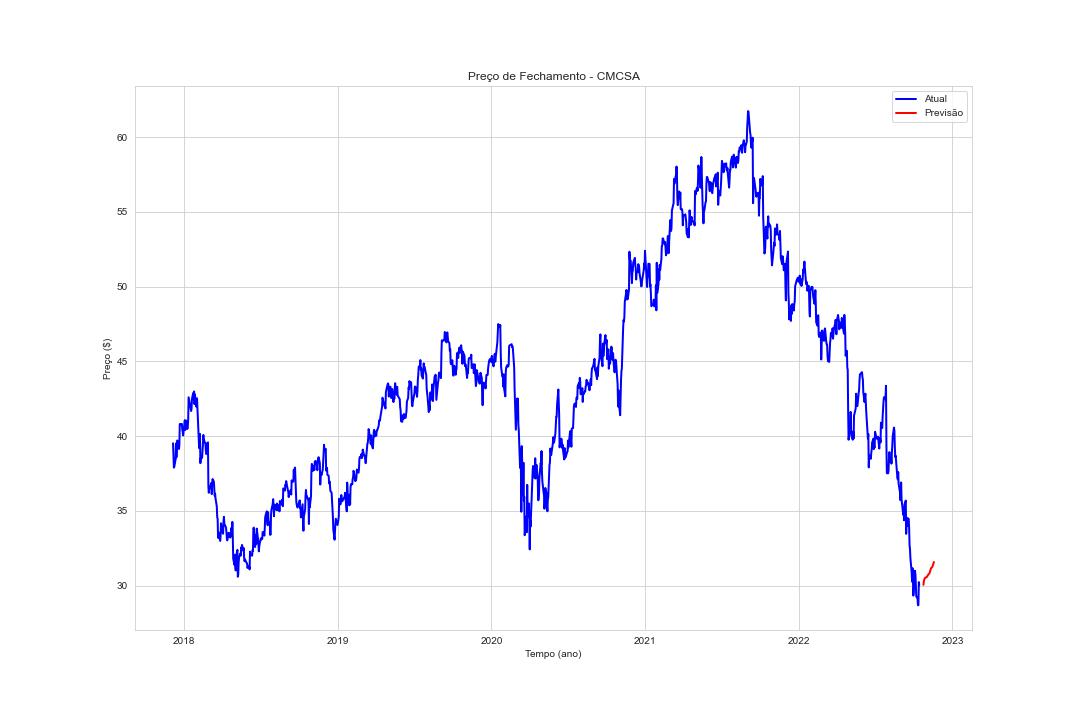 Preço de Fechamento - CMCSA
Atual
Previsão
60
55
50
45
40
35
30
Preço ($)
2018 2019 2020 2021 2022 2023
Tempo (ano)